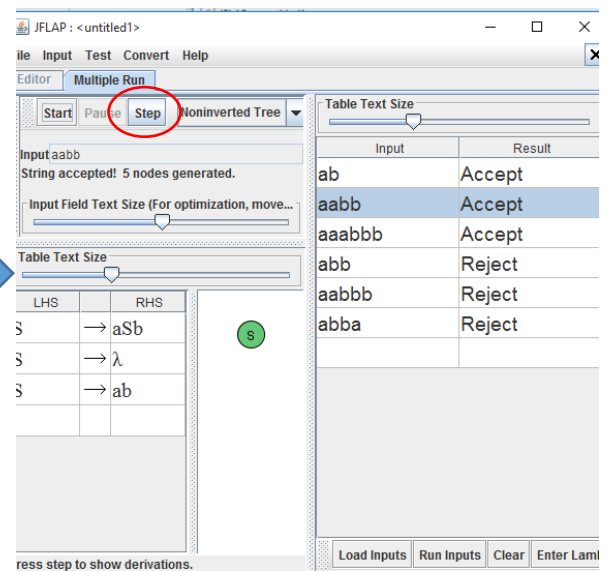 JFLAP : <untitled1>
ile Input Test Convert Help
Editor Multiple Run
Start Pause Step Noninverted Tree
Input aabb
String accepted! 5 nodes generated.
Input Field Text Size (For optimization, move...
Table Text Size
LHS RHS
S → aSb
S → λ
S → ab
S
ress step to show derivations.
Table Text Size
Input Result
ab Accept
aabb Accept
aaabbb Accept
abb Reject
aabbb Reject
abba Reject
Load Inputs Run Inputs Clear Enter Lam